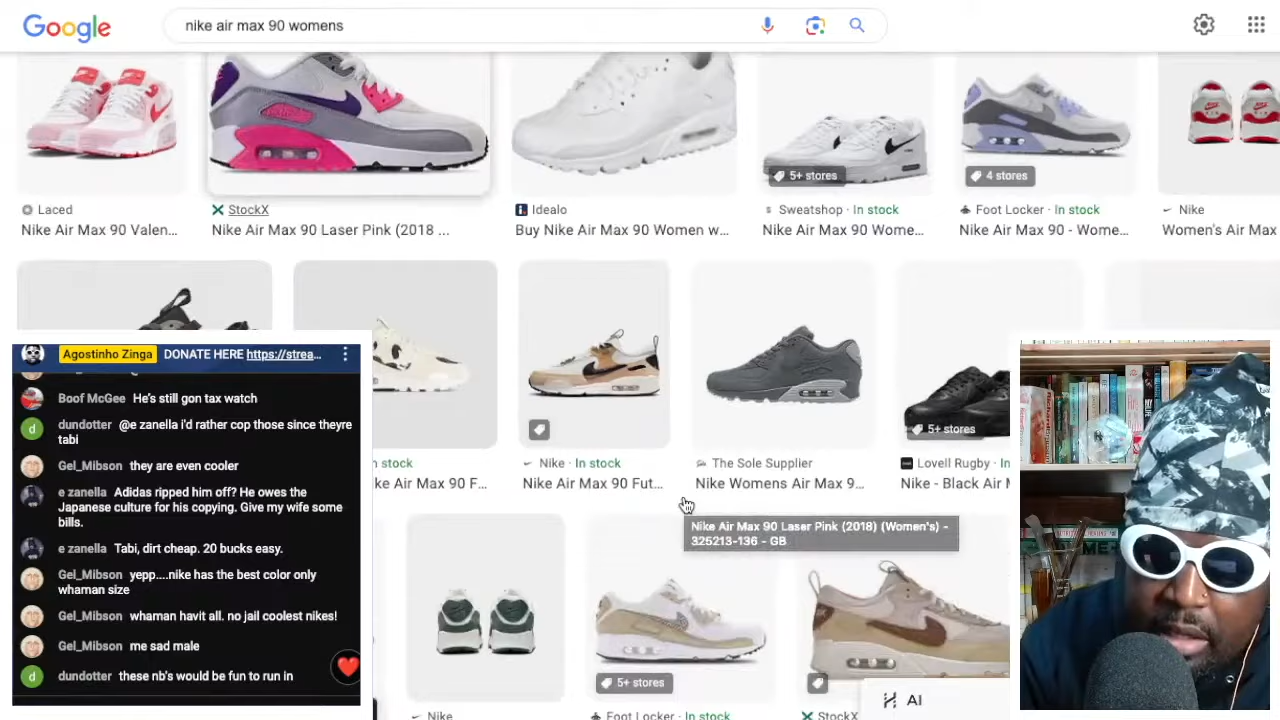 Google
nike air max 90 womens
5+ stores
4 stores
Laced
StockX
Idealo
Sweatshop · In stock
Foot Locker · In stock
Nike
Nike Air Max 90 Valen...
Nike Air Max 90 Laser Pink (2018 ...
Buy Nike Air Max 90 Women w...
Nike Air Max 90 Wome...
Nike Air Max 90 - Wome...
Women's Air Max
5+ stores
n stock
Nike · In stock
The Sole Supplier
Lovell Rugby · In
ke Air Max 90 F...
Nike Air Max 90 Fut...
Nike Womens Air Max 9...
Nike - Black Air M
Nike Air Max 90 Laser Pink (2018) (Women's) -
325213-136 - GB
5+ stores
Nike
Foot Locker · In stock
StockX
AI
Agostinho Zinga DONATE HERE https://strea...
Boof McGee He's still gon tax watch
dundotter @e zanella i'd rather cop those since theyre
tabi
Gel_Mibson they are even cooler
e zanella Adidas ripped him off? He owes the
Japanese culture for his copying. Give my wife some
bills.
e zanella Tabi, dirt cheap. 20 bucks easy.
Gel_Mibson yepp....nike has the best color only
whaman size
Gel_Mibson whaman havit all. no jail coolest nikes!
Gel_Mibson me sad male
dundotter these nb's would be fun to run in